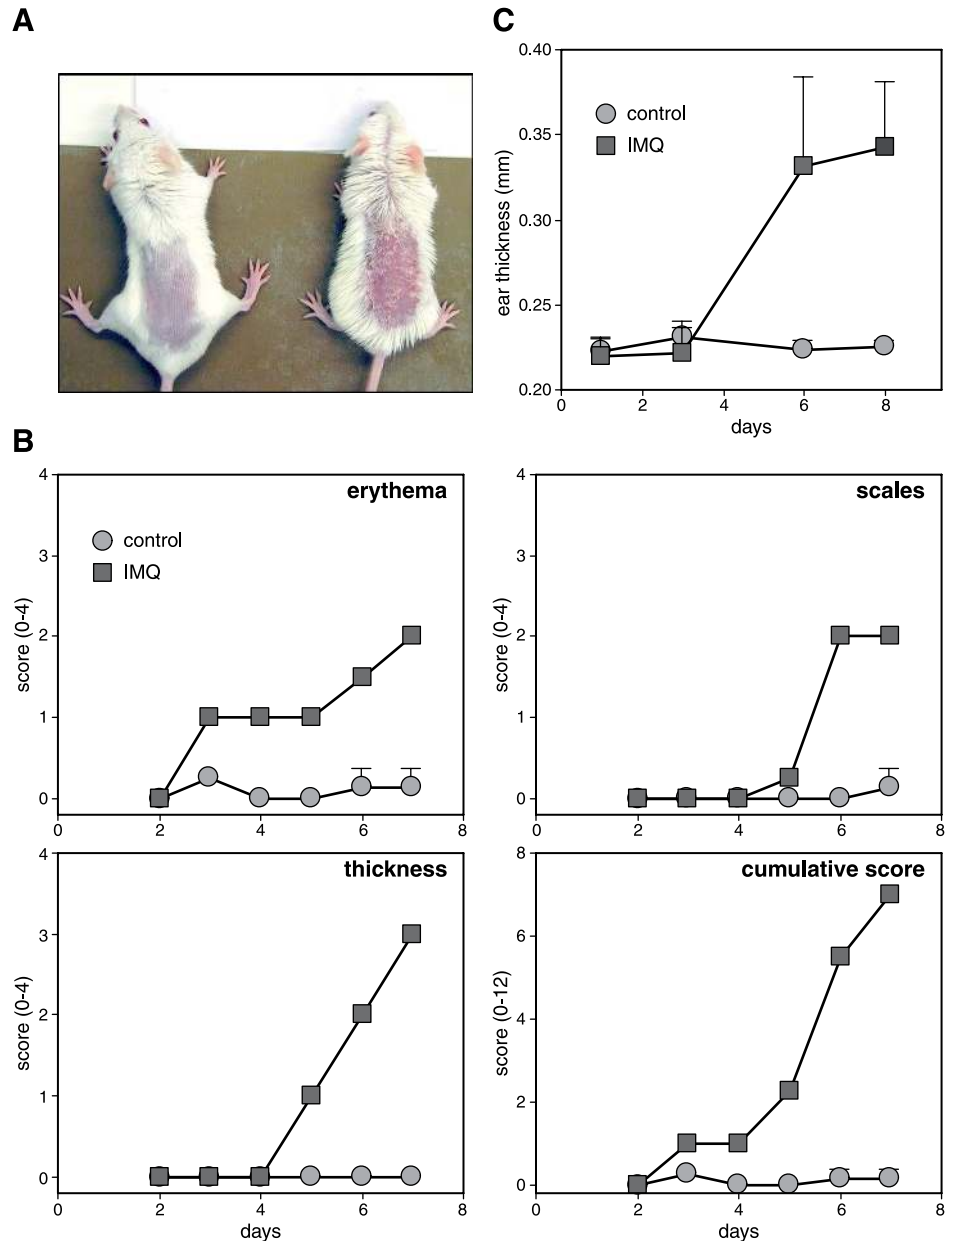 A
C
0.40
0.35
0.30
0.25
0.20
ear thickness (mm)
control
IMQ
0 2 4 6 8
days
B
erythema
4
3
2
1
0
score (0-4)
control
IMQ
0 2 4 6 8
scales
4
3
2
1
0
score (0-4)
0 2 4 6 8
thickness
4
3
2
1
0
score (0-4)
0 2 4 6 8
days
cumulative score
8
6
4
2
0
score (0-12)
0 2 4 6 8
days